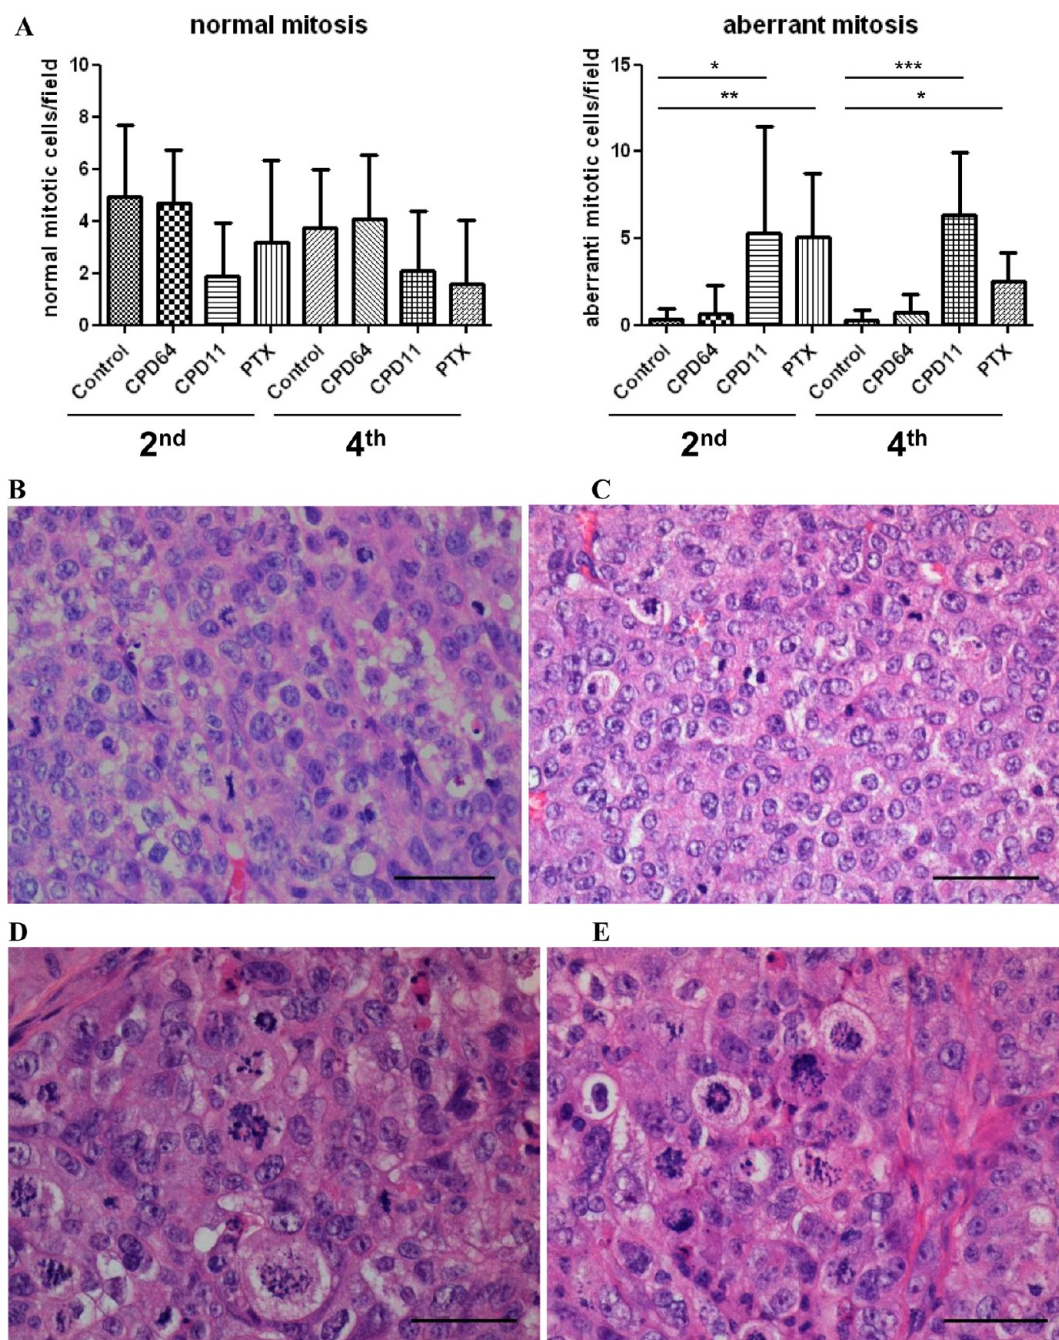 A
normal mitosis
normal mitotic cells/field
10
8
6
4
2
0
Control
CPD64
CPD11
PTX
Control
CPD64
CPD11
PTX
2nd
4th
aberrant mitosis
aberranti mitotic cells/field
15
10
5
0
*
**
***
*
Control
CPD64
CPD11
PTX
Control
CPD64
CPD11
PTX
2nd
4th
B
C
D
E